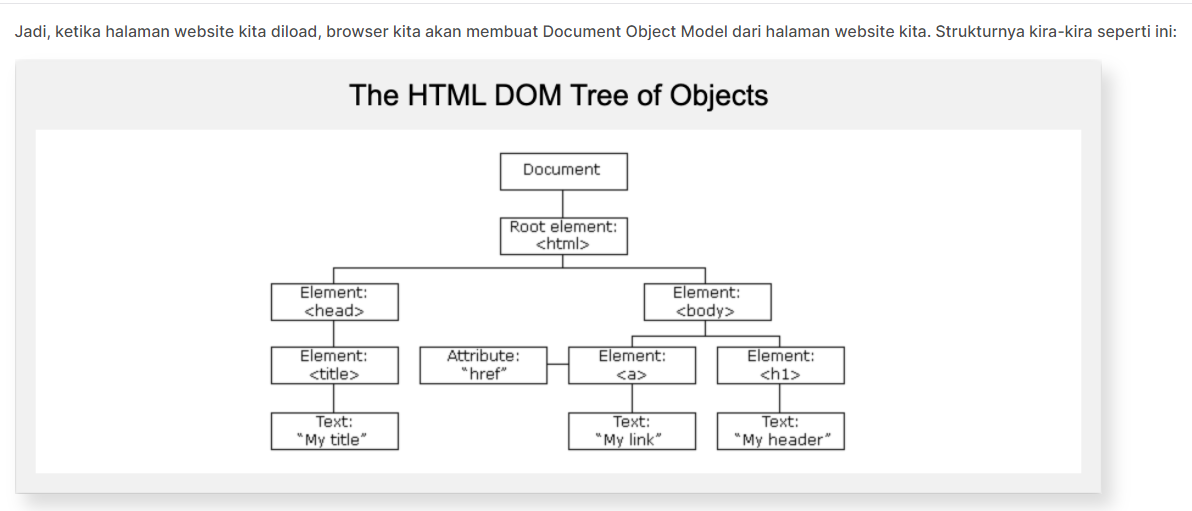 Jadi, ketika halaman website kita diload, browser kita akan membuat Document Object Model dari halaman website kita. Strukturnya kira-kira seperti ini:
The HTML DOM Tree of Objects
Document
Root element:
<html>
Element:
<head>
Element:
<body>
Element:
<title>
Attribute:
"href"
Element:
<a>
Element:
<h1>
Text:
"My title"
Text:
"My link"
Text:
"My header"